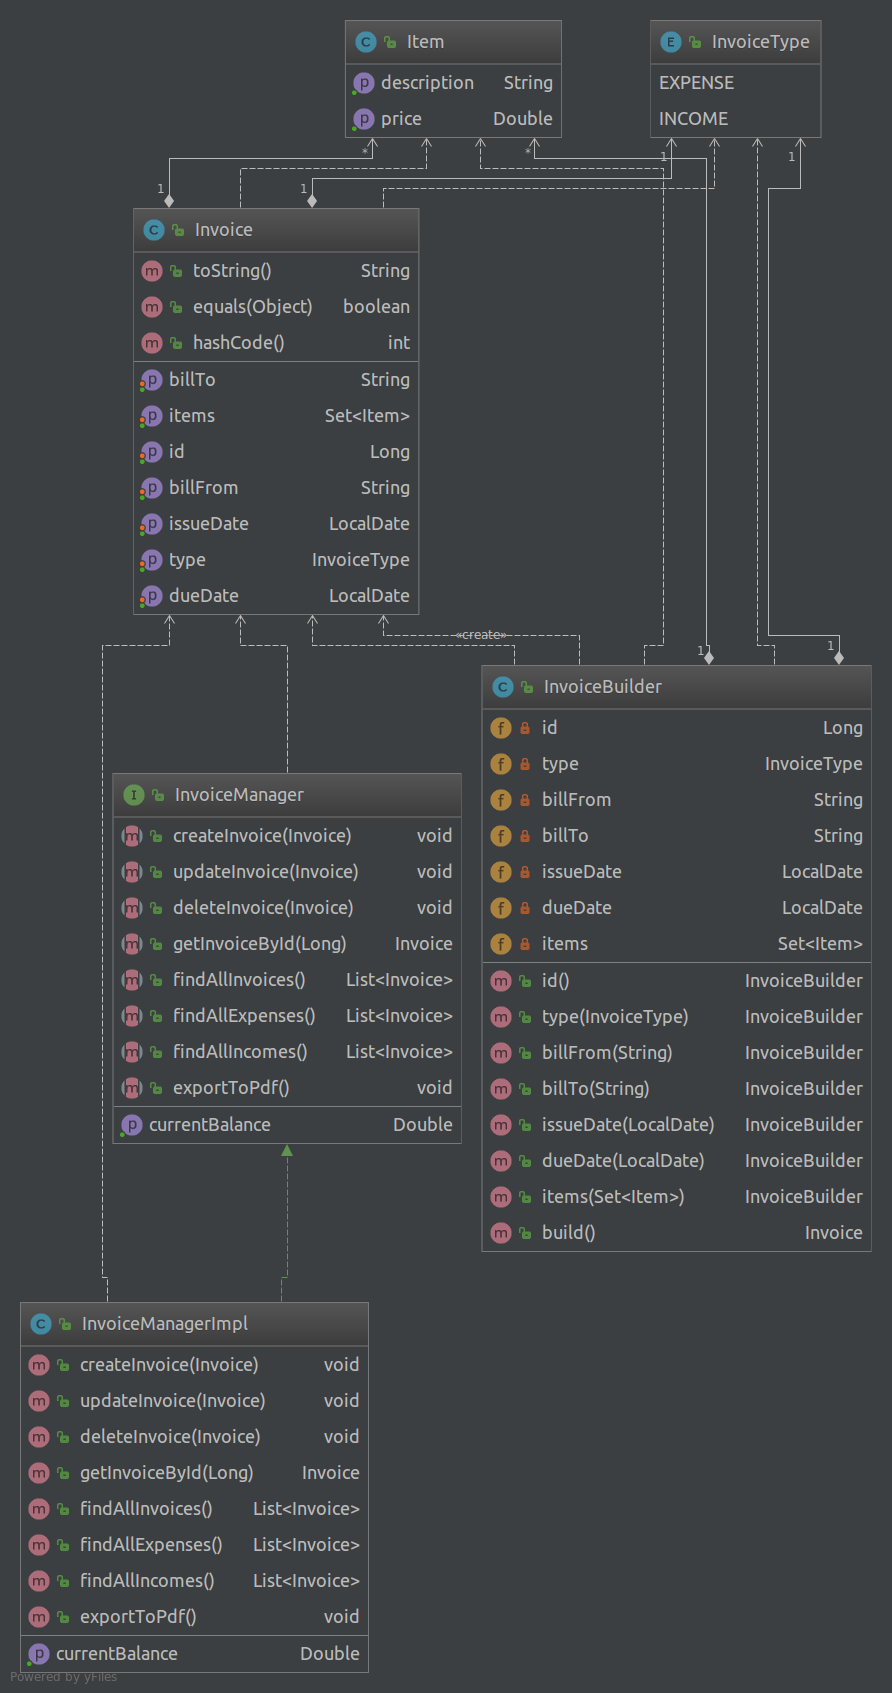 C Item
p description String
p price Double
E InvoiceType
EXPENSE
INCOME
* 1 * 1 1
1
C Invoice
m toString() String
m equals(Object) boolean
m hashCode() int
p billTo String
p items Set<Item>
p id Long
p billFrom String
p issueDate LocalDate
p type InvoiceType
p dueDate LocalDate
«create»
1 1
C InvoiceBuilder
f id Long
f type InvoiceType
f billFrom String
f billTo String
f issueDate LocalDate
f dueDate LocalDate
f items Set<Item>
m id() InvoiceBuilder
m type(InvoiceType) InvoiceBuilder
m billFrom(String) InvoiceBuilder
m billTo(String) InvoiceBuilder
m issueDate(LocalDate) InvoiceBuilder
m dueDate(LocalDate) InvoiceBuilder
m items(Set<Item>) InvoiceBuilder
m build() Invoice
I InvoiceManager
m createInvoice(Invoice) void
m updateInvoice(Invoice) void
m deleteInvoice(Invoice) void
m getInvoiceById(Long) Invoice
m findAllInvoices() List<Invoice>
m findAllExpenses() List<Invoice>
m findAllIncomes() List<Invoice>
m exportToPdf() void
p currentBalance Double
C InvoiceManagerImpl
m createInvoice(Invoice) void
m updateInvoice(Invoice) void
m deleteInvoice(Invoice) void
m getInvoiceById(Long) Invoice
m findAllInvoices() List<Invoice>
m findAllExpenses() List<Invoice>
m findAllIncomes() List<Invoice>
m exportToPdf() void
p currentBalance Double
Powered by yFiles